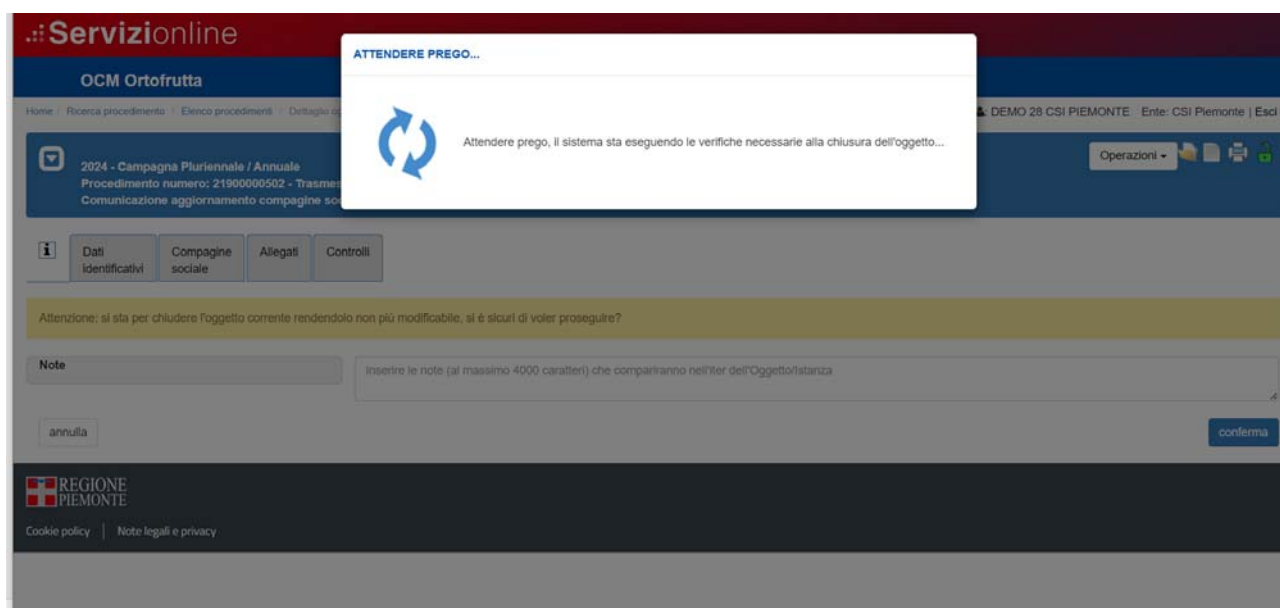 .::Servizionline
ATTENDERE PREGO...
OCM Ortofrutta
Home / Ricerca procedimento / Elenco procedimenti / Dettaglio
DEMO 28 CSI PIEMONTE Ente: CSI Piemonte | Esci
Attendere prego, il sistema sta eseguendo le verifiche necessarie alla chiusura dell'oggetto...
2024 - Campagna Pluriennale / Annuale
Procedimento numero: 21900000502 - Trasmes
Comunicazione aggiornamento compagine so
Operazioni
i
Dati identificativi
Compagine sociale
Allegati
Controlli
Attenzione: si sta per chiudere l'oggetto corrente rendendolo non più modificabile, si è sicuri di voler proseguire?
Note
Inserire le note (al massimo 4000 caratteri) che compariranno nell'iter dell'Oggetto/Istanza
annulla
conferma
REGIONE
PIEMONTE
Cookie policy | Note legali e privacy